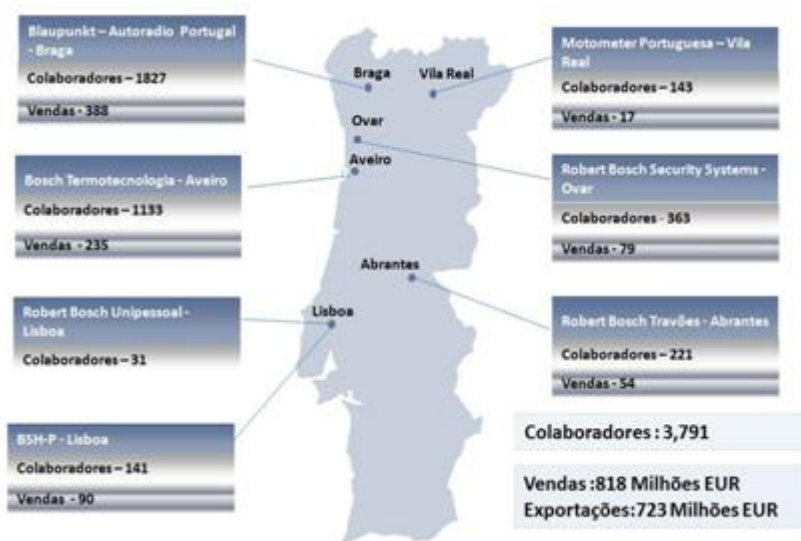 Blaupunkt – Autoradio Portugal
- Braga
Colaboradores – 1827
Vendas - 388
Bosch Termotecnologia - Aveiro
Colaboradores – 1133
Vendas - 235
Robert Bosch Unipessoal -
Lisboa
Colaboradores – 31
BSH-P - Lisboa
Colaboradores – 141
Vendas - 90
Braga
Vila Real
Ovar
Aveiro
Abrantes
Lisboa
Motometer Portuguesa – Vila
Real
Colaboradores – 143
Vendas - 17
Robert Bosch Security Systems -
Ovar
Colaboradores - 363
Vendas - 79
Robert Bosch Travões - Abrantes
Colaboradores – 221
Vendas - 54
Colaboradores : 3,791
Vendas :818 Milhões EUR
Exportações:723 Milhões EUR